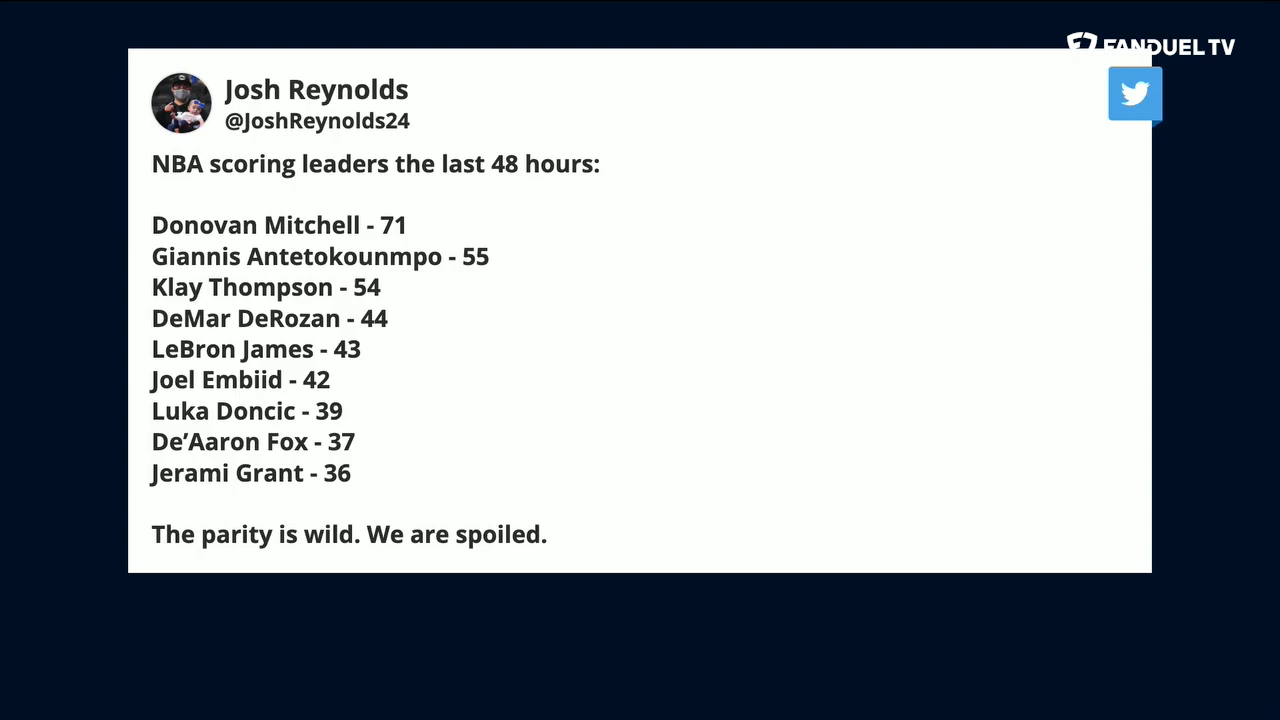 FANDUEL TV
Josh Reynolds
@JoshReynolds24
NBA scoring leaders the last 48 hours:
Donovan Mitchell - 71
Giannis Antetokounmpo - 55
Klay Thompson - 54
DeMar DeRozan - 44
LeBron James - 43
Joel Embiid - 42
Luka Doncic - 39
De’Aaron Fox - 37
Jerami Grant - 36
The parity is wild. We are spoiled.